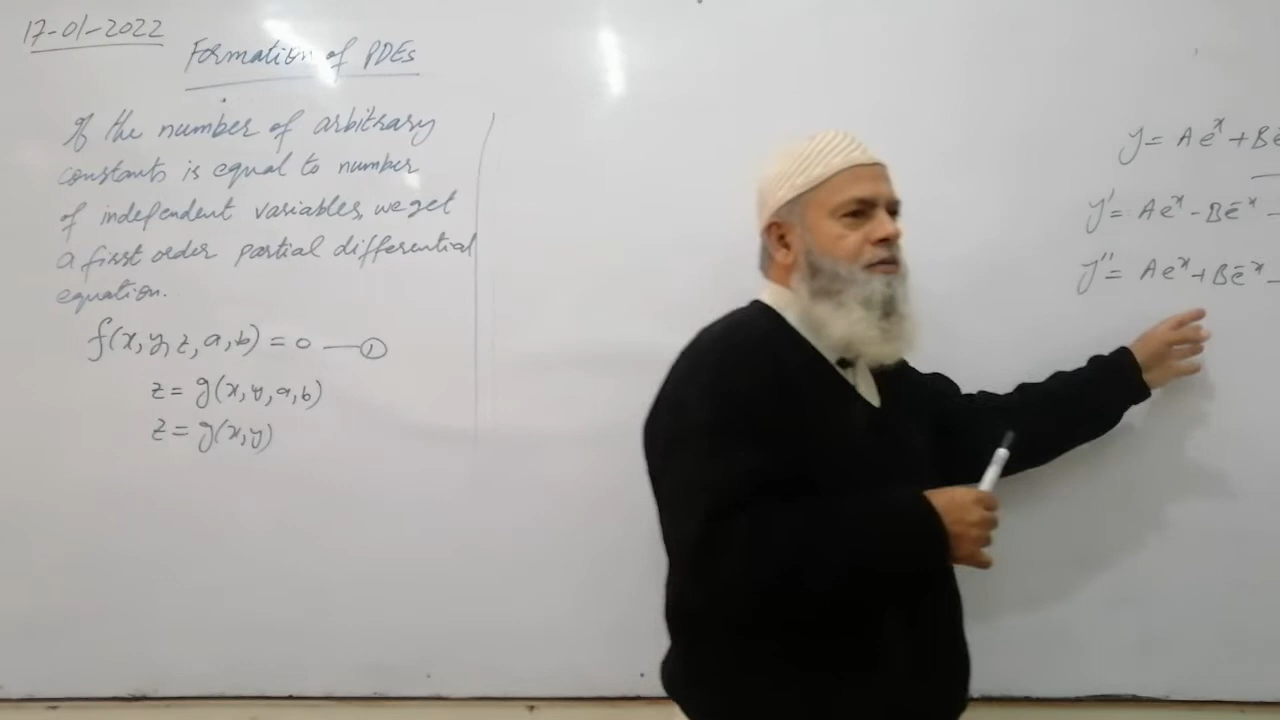 17-01-2022
Formation of PDEs
If the number of arbitrary
constants is equal to number
of independent variables, we get
a first order partial differential
equation.
f(x,y,z,a,b) = 0 — ①
z = g(x,y,a,b)
z = g(x,y)
y = Ae^x + Be
y' = Ae^x - Be^-x -
y'' = Ae^x + Be^-x -